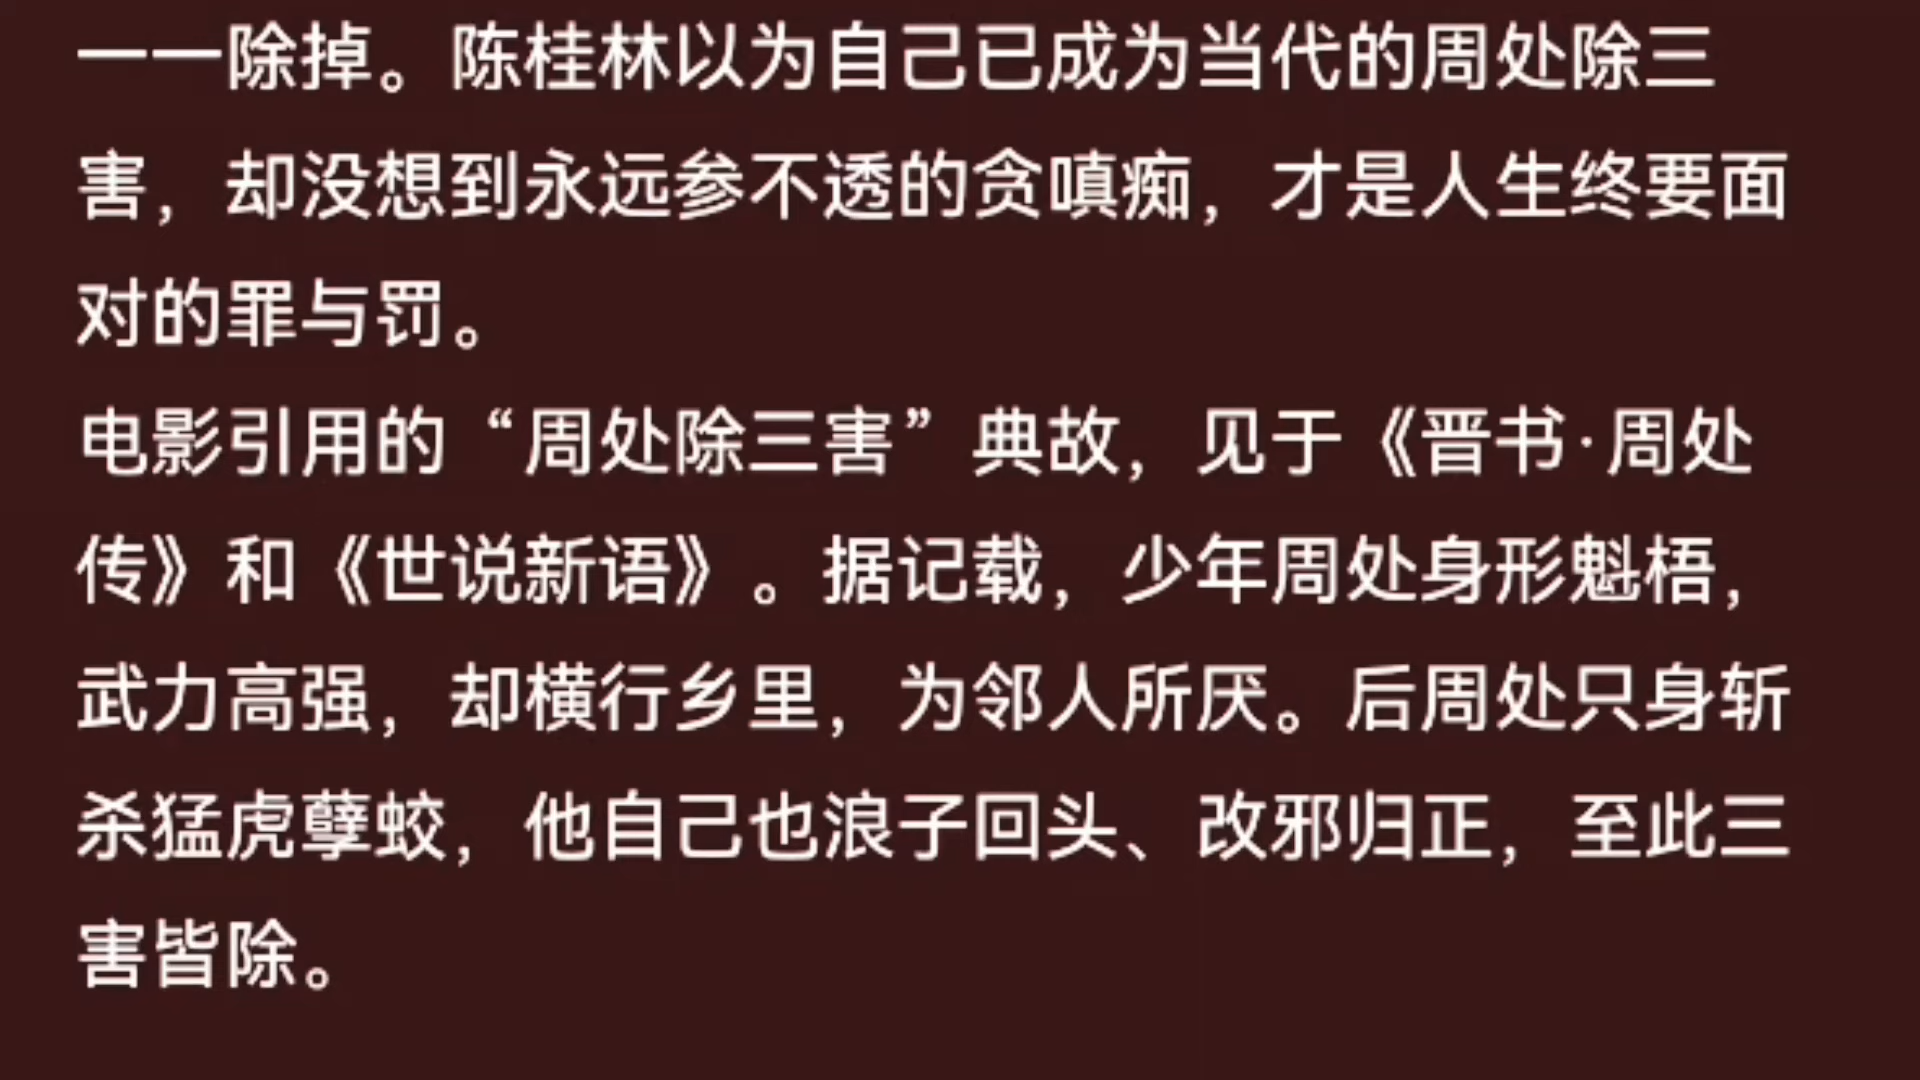 一一除掉。陈桂林以为自己已成为当代的周处除三
害，却没想到永远参不透的贪嗔痴，才是人生终要面
对的罪与罚。
电影引用的“周处除三害”典故，见于《晋书·周处
传》和《世说新语》。据记载，少年周处身形魁梧，
武力高强，却横行乡里，为邻人所厌。后周处只身斩
杀猛虎孽蛟，他自己也浪子回头、改邪归正，至此三
害皆除。